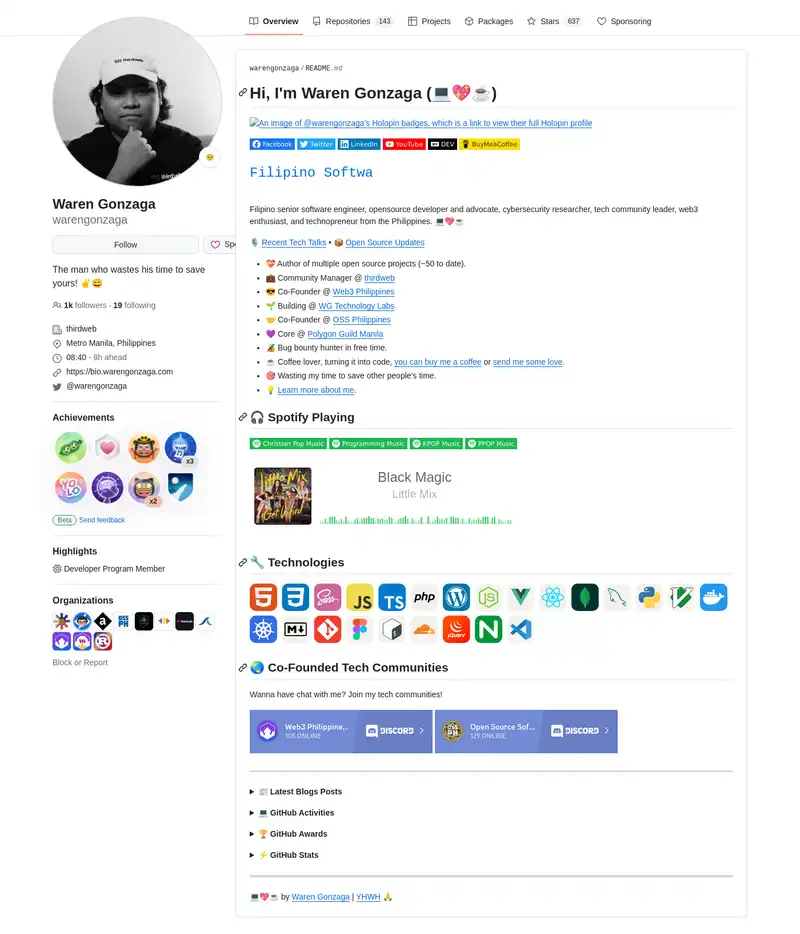 Overview Repositories 143 Projects Packages Stars 637 Sponsoring
Waren Gonzaga
warengonzaga
Follow
The man who wastes his time to save
yours! ✌️😄
1k followers · 19 following
thirdweb
Metro Manila, Philippines
08:40 - 8h ahead
https://bio.warengonzaga.com
@warengonzaga
Achievements
x3
YOLO
x2
Beta Send feedback
Highlights
Developer Program Member
Organizations
Block or Report
warengonzaga/README.md
Hi, I'm Waren Gonzaga (💻💖☕)
An image of @warengonzaga's Holopin badges, which is a link to view their full Holopin profile
Facebook Twitter LinkedIn YouTube DEV BuyMeACoffee
Filipino Softwa
Filipino senior software engineer, opensource developer and advocate, cybersecurity researcher, tech community leader, web3
enthusiast, and technopreneur from the Philippines. 💻💖☕
🎙️ Recent Tech Talks • 📦 Open Source Updates
• 💝 Author of multiple open source projects (~50 to date).
• 💼 Community Manager @ thirdweb
• 😎 Co-Founder @ Web3 Philippines
• 🌱 Building @ WG Technology Labs
• 🤝 Co-Founder @ OSS Philippines
• 💜 Core @ Polygon Guild Manila
• 🐛 Bug bounty hunter in free time.
• ☕ Coffee lover, turning it into code, you can buy me a coffee or send me some love.
• 🎯 Wasting my time to save other people's time.
• 💡 Learn more about me.
🎧 Spotify Playing
Christian Pop Music Programming Music KPOP Music PPOP Music
Little Mix
Get Weird
Black Magic
Little Mix
🔧 Technologies
JS TS php
🌏 Co-Founded Tech Communities
Wanna have chat with me? Join my tech communities!
Web3 Philippine...
105 ONLINE
DISCORD
Open Source Sof...
129 ONLINE
DISCORD
📰 Latest Blogs Posts
💻 GitHub Activities
🏆 GitHub Awards
⚡ GitHub Stats
💻💖☕ by Waren Gonzaga | YHWH 🙏